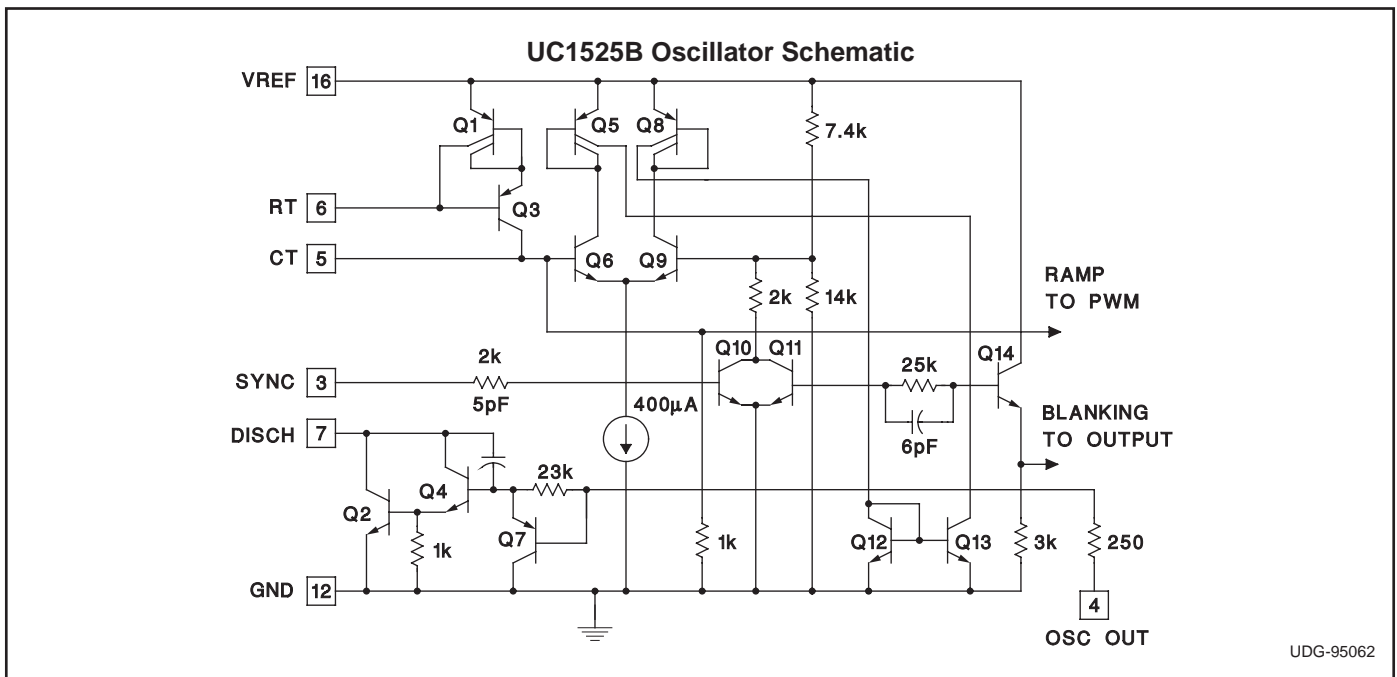 UC1525B Oscillator Schematic
VREF 16
Q1
Q5
Q8
7.4k
RT 6
Q3
CT 5
Q6
Q9
2k
14k
RAMP
TO PWM
Q10
Q11
Q14
2k
25k
SYNC 3
5pF
400µA
6pF
BLANKING
TO OUTPUT
DISCH 7
23k
Q4
Q2
1k
Q7
1k
Q12
Q13
3k
250
GND 12
4
OSC OUT
UDG-95062